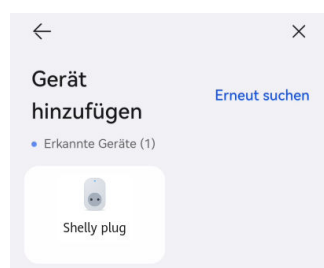 Gerät
hinzufügen
Erneut suchen
Erkannte Geräte (1)
Shelly plug